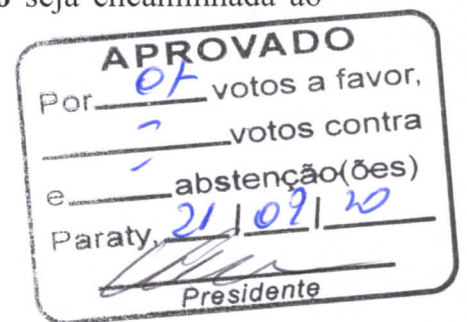 seja encaminhada ao
APROVADO
Por 07 votos a favor,
- votos contra
e - abstenção(ões)
Paraty, 21 / 09 / 20
Presidente